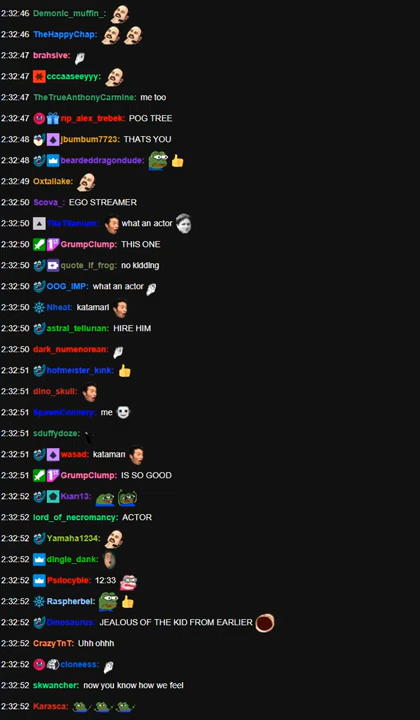 2:32:46 Demonic_muffin_:
2:32:46 TheHappyChap:
2:32:47 brahsive:
2:32:47 cccaaseeyyy:
2:32:47 TheTrueAnthonyCarmine: me too
2:32:47 rip_alex_trebek: POG TREE
2:32:48 jbumbum7723: THATS YOU
2:32:48 beardeddragondude:
2:32:49 Oxtailake:
2:32:50 Scova_: EGO STREAMER
2:32:50 what an actor
2:32:50 GrumpClump: THIS ONE
2:32:50 quote_if_frog: no kidding
2:32:50 OOG_IMP: what an actor
2:32:50 Nheat: katamari
2:32:50 astral_tellurian: HIRE HIM
2:32:50 dark_numenorean:
2:32:51 hofmeister_kink:
2:32:51 dino_skull:
2:32:51 SpawnConnery: me
2:32:51 sduffydoze:
2:32:51 wasad: katamari
2:32:51 GrumpClump: IS SO GOOD
2:32:52 Kiari13:
2:32:52 lord_of_necromancy: ACTOR
2:32:52 Yamaha1234:
2:32:52 dingle_dank:
2:32:52 Psilocyble: 12:33
2:32:52 Raspherbel:
2:32:52 Dinosaurus: JEALOUS OF THE KID FROM EARLIER
2:32:52 CrazyTnT: Uhh ohhh
2:32:52 cloneess:
2:32:52 skwancher: now you know how we feel
2:32:52 Karasca: